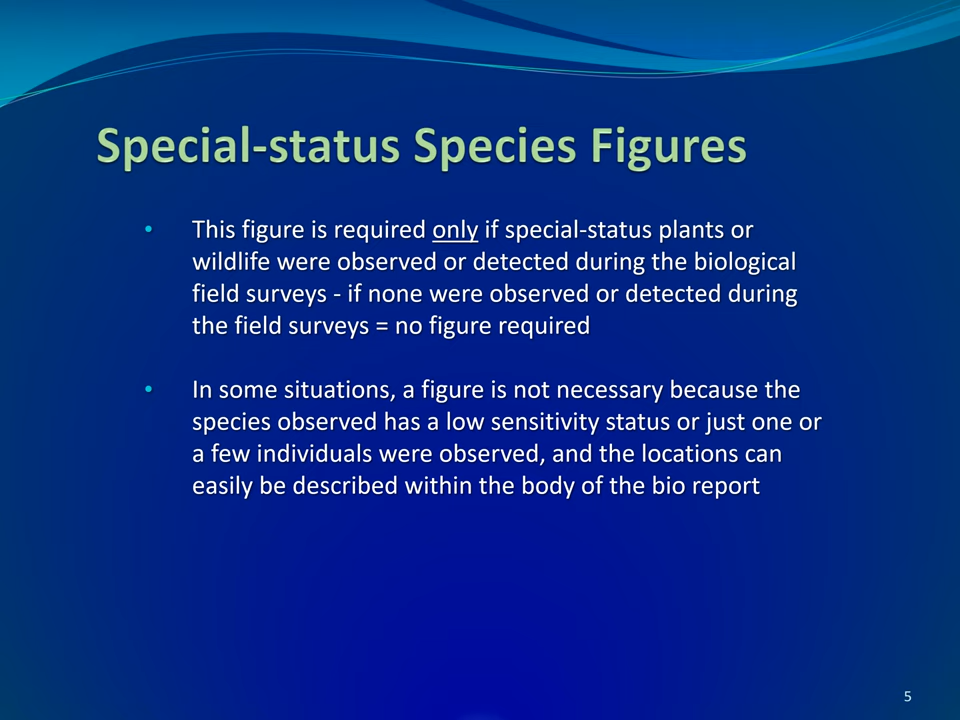 Special-status Species Figures
• This figure is required only if special-status plants or
wildlife were observed or detected during the biological
field surveys - if none were observed or detected during
the field surveys = no figure required
• In some situations, a figure is not necessary because the
species observed has a low sensitivity status or just one or
a few individuals were observed, and the locations can
easily be described within the body of the bio report
5